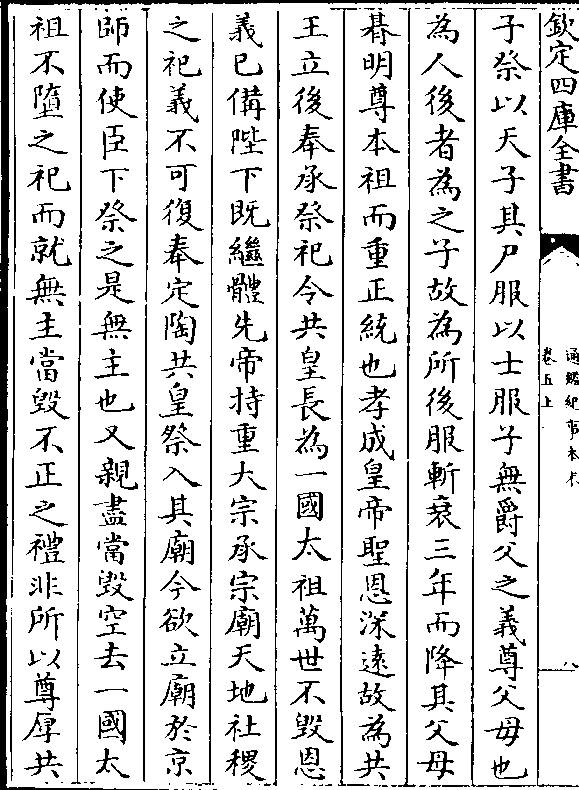 欽定四庫全書
通鑑紀事本末
卷五上
八
子祭以天子其尸服以士服子無爵父之義尊父母也
為人後者為之子故為所後服斬衰三年而降其父母
朞明尊本祖而重正統也孝成皇帝聖恩深遠故為共
王立後奉承祭祀令共皇長為一國太祖萬世不毀恩
義已備陛下既繼體先帝持重大宗承宗廟天地社稷
之祀義不可復奉定陶共皇祭入其廟今欲立廟於京
師而使臣下祭之是無主也又親盡當毀空去一國太
祖不墮之祀而就無主當毀不正之禮非所以尊厚共